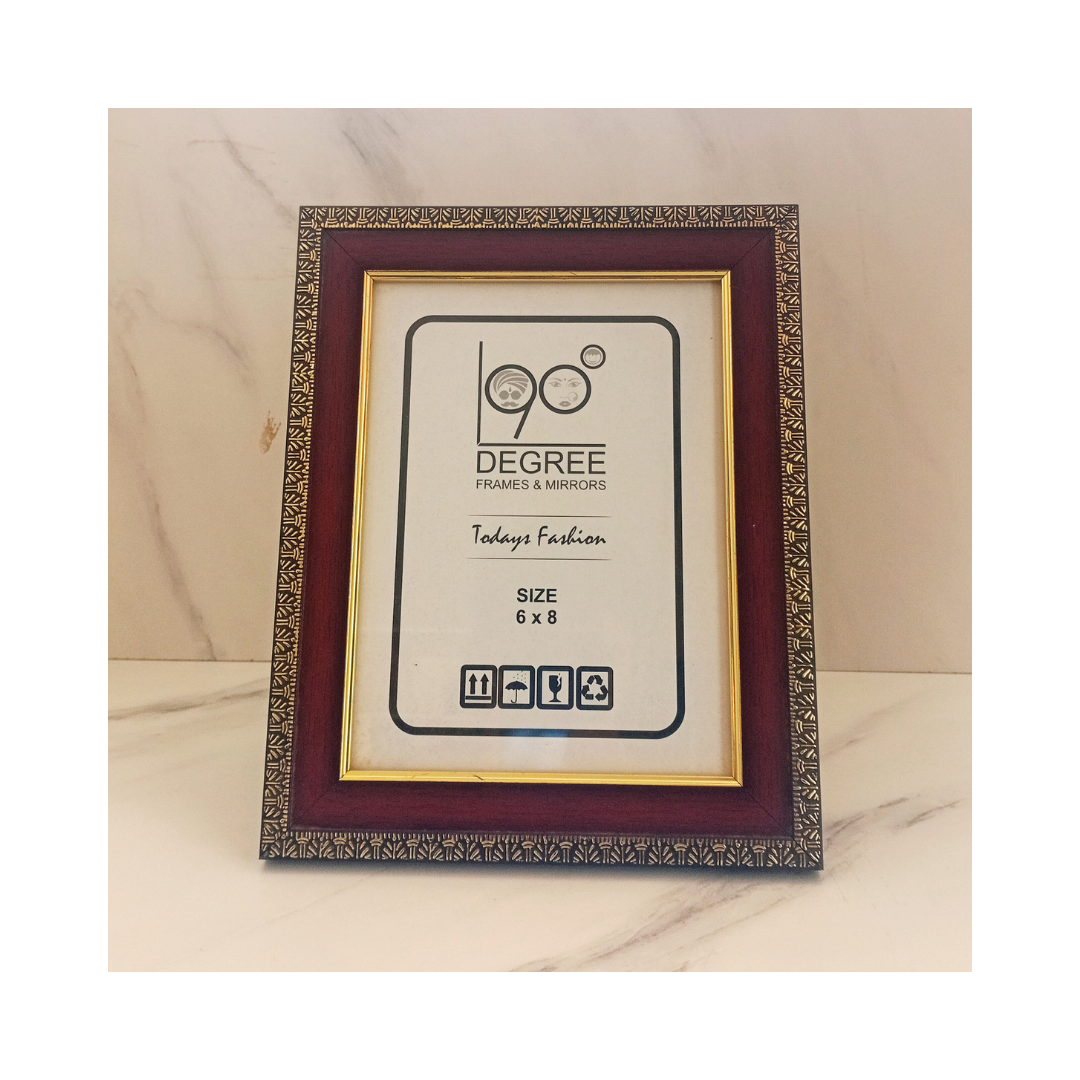 90°
DEGREE
FRAMES & MIRRORS
Todays Fashion
SIZE
6 x 8